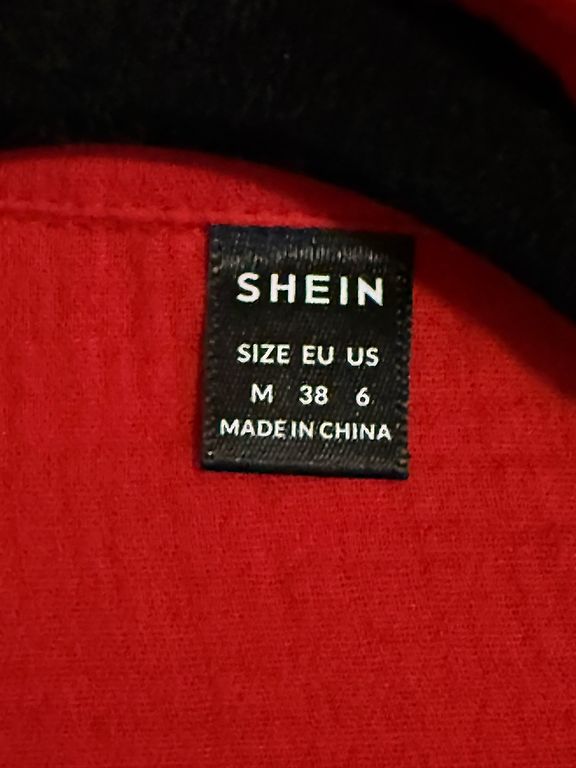 SHEIN
SIZE EU US
M 38 6
MADE IN CHINA